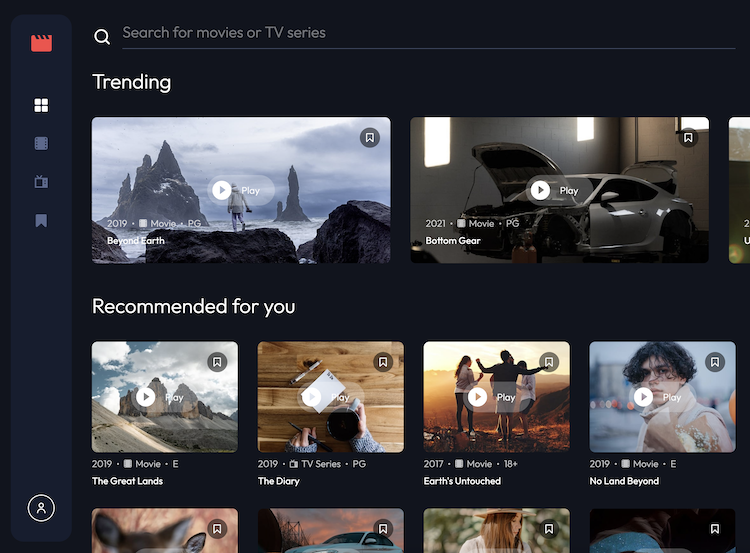 Search for movies or TV series
Trending
Play
2019 • Movie • PG
Beyond Earth
Play
2021 • Movie • PG
Bottom Gear
Recommended for you
Play
2019 • Movie • E
The Great Lands
Play
2019 • TV Series • PG
The Diary
Play
2017 • Movie • 18+
Earth's Untouched
Play
2019 • Movie • E
No Land Beyond